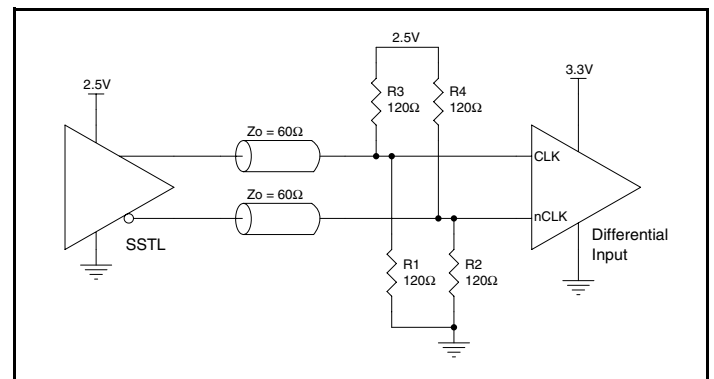 2.5V
2.5V
3.3V
R3
120Ω
R4
120Ω
Zo = 60Ω
CLK
Zo = 60Ω
nCLK
SSTL
Differential
Input
R1
120Ω
R2
120Ω